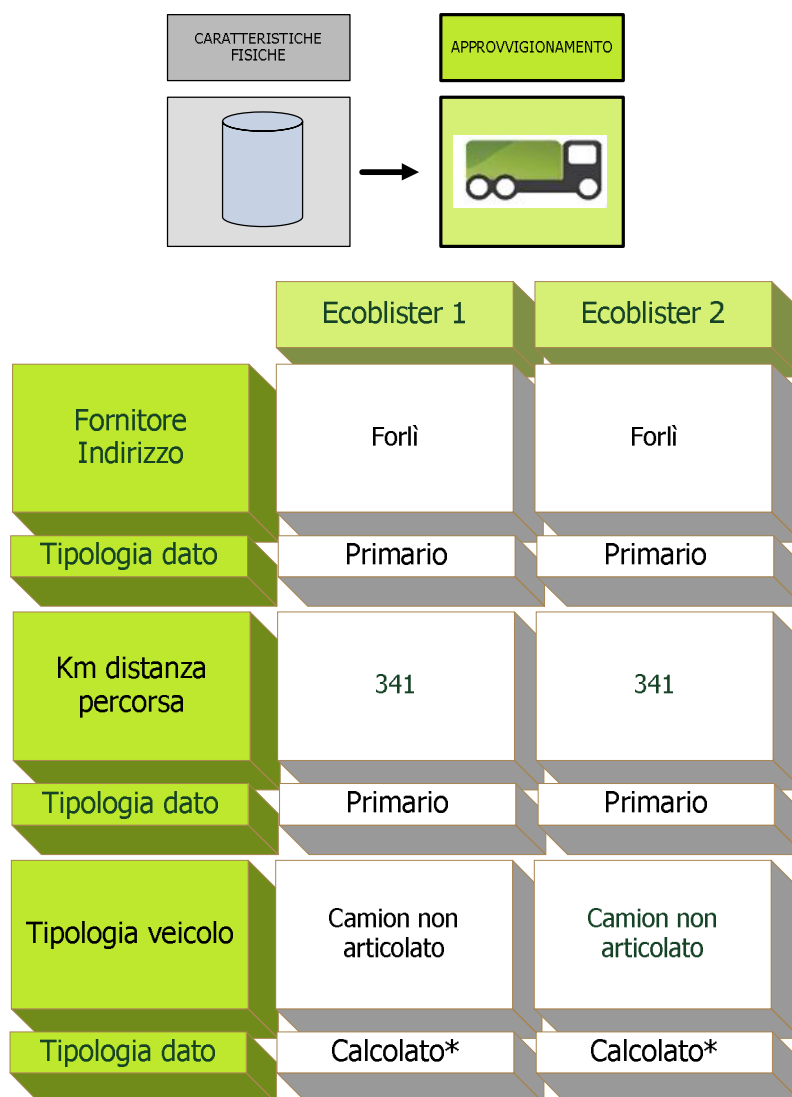 CARATTERISTICHE
FISICHE
APPROVVIGIONAMENTO
Ecoblister 1
Ecoblister 2
Fornitore
Indirizzo
Forlì
Forlì
Tipologia dato
Primario
Primario
Km distanza
percorsa
341
341
Tipologia dato
Primario
Primario
Tipologia veicolo
Camion non
articolato
Camion non
articolato
Tipologia dato
Calcolato*
Calcolato*